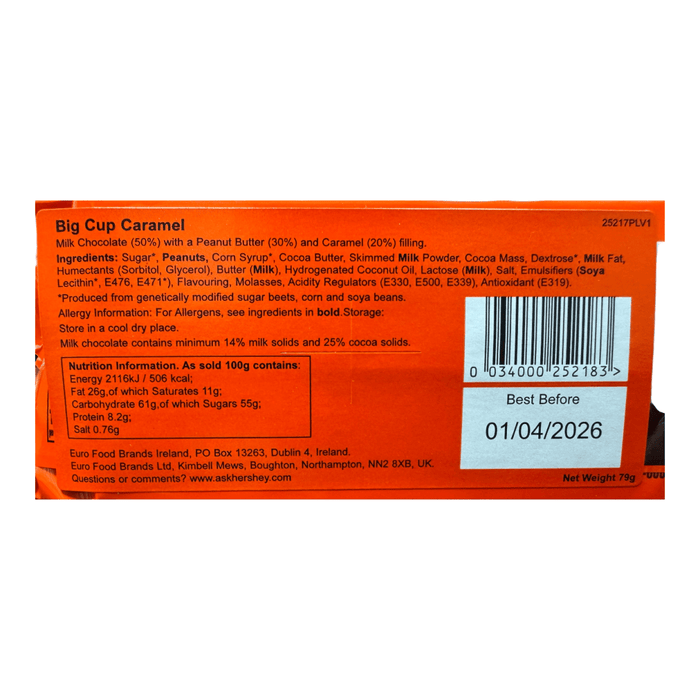 Big Cup Caramel
25217PLV1
Milk Chocolate (50%) with a Peanut Butter (30%) and Caramel (20%) filling.
Ingredients: Sugar*, Peanuts, Corn Syrup*, Cocoa Butter, Skimmed Milk Powder, Cocoa Mass, Dextrose*, Milk Fat,
Humectants (Sorbitol, Glycerol), Butter (Milk), Hydrogenated Coconut Oil, Lactose (Milk), Salt, Emulsifiers (Soya
Lecithin*, E476, E471*), Flavouring, Molasses, Acidity Regulators (E330, E500, E339), Antioxidant (E319).
*Produced from genetically modified sugar beets, corn and soya beans.
Allergy Information: For Allergens, see ingredients in bold.Storage:
Store in a cool dry place.
Milk chocolate contains minimum 14% milk solids and 25% cocoa solids.
Nutrition Information. As sold 100g contains:
Energy 2116kJ / 506 kcal;
Fat 26g,of which Saturates 11g;
Carbohydrate 61g,of which Sugars 55g;
Protein 8.2g;
Salt 0.76g
Euro Food Brands Ireland, PO Box 13263, Dublin 4, Ireland.
Euro Food Brands Ltd, Kimbell Mews, Boughton, Northampton, NN2 8XB, UK.
Questions or comments? www.askhershey.com
0 034000 252183>
Best Before
01/04/2026
Net Weight 79g